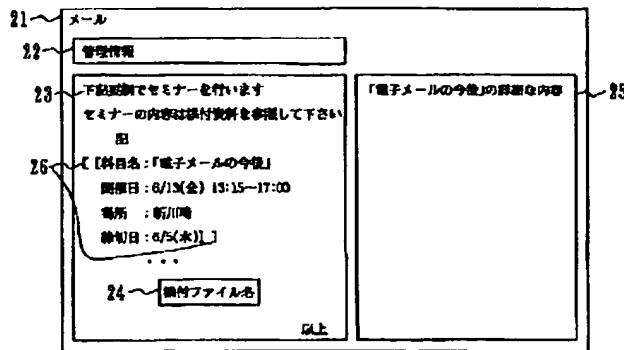 21 メール
22 管理情報
23 下記要領でセミナーを行います
セミナーの内容は添付資料を参照して下さい
記
26 [ [科目名:「電子メールの今後」
開催日:6/13(金) 13:15~17:00
場所 :新川崎
締切日:6/5(木)] ]
・・・
24 添付ファイル名
以上
「電子メールの今後」の詳細な内容 25